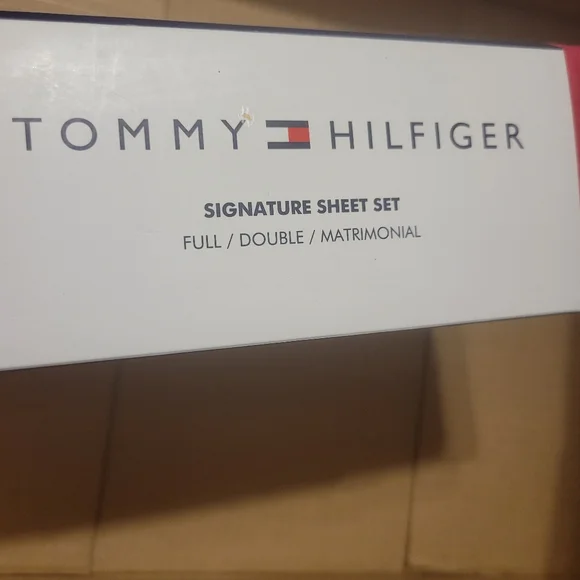 TOMMY HILFIGER
SIGNATURE SHEET SET
FULL / DOUBLE / MATRIMONIAL